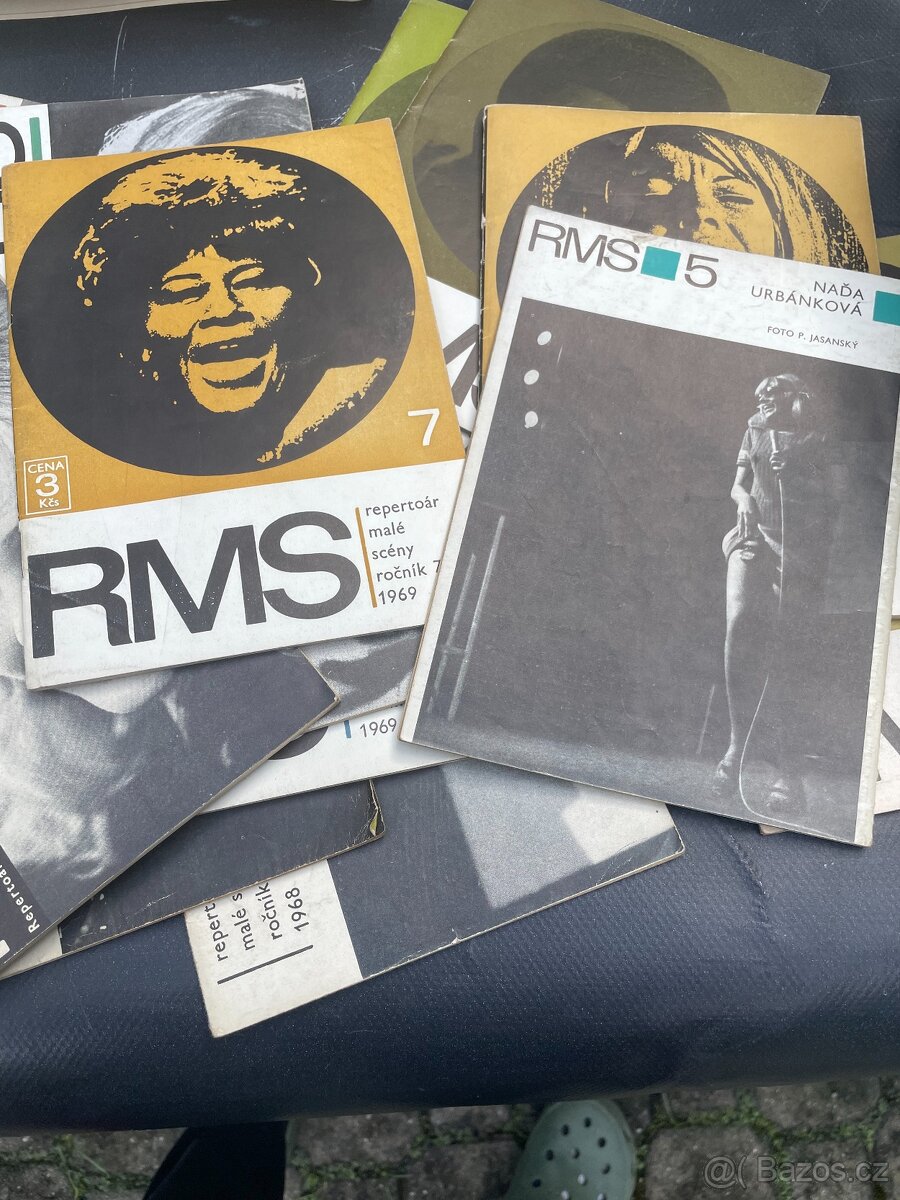 7
CENA
3
Kčs
RMS
repertoár
malé
scény
ročník 7
1969
RMS 5
NAĎA
URBÁNKOVÁ
FOTO P. JASANSKÝ
1969
Repertoá
repert
malé s
ročník
1968
@( Bazos.cz